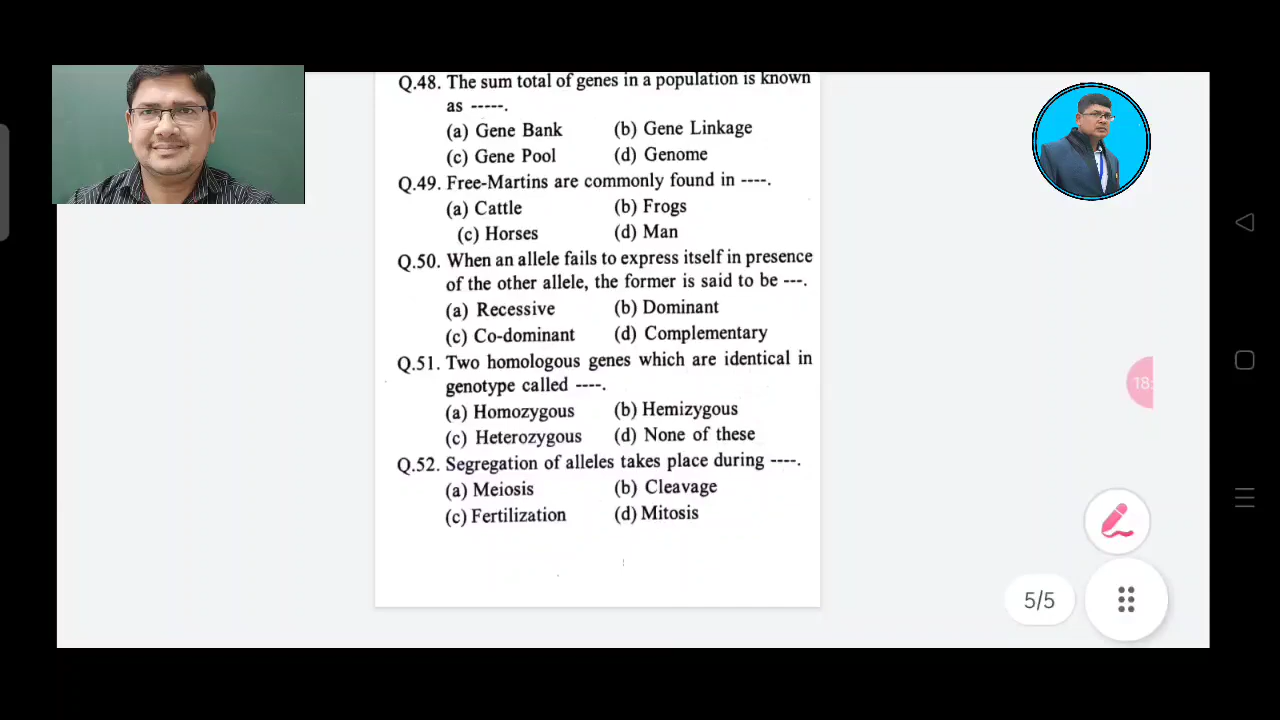 Q.48. The sum total of genes in a population is known
as -----.
(a) Gene Bank (b) Gene Linkage
(c) Gene Pool (d) Genome
Q.49. Free-Martins are commonly found in ----.
(a) Cattle (b) Frogs
(c) Horses (d) Man
Q.50. When an allele fails to express itself in presence
of the other allele, the former is said to be ---.
(a) Recessive (b) Dominant
(c) Co-dominant (d) Complementary
Q.51. Two homologous genes which are identical in
genotype called ----.
(a) Homozygous (b) Hemizygous
(c) Heterozygous (d) None of these
Q.52. Segregation of alleles takes place during ----.
(a) Meiosis (b) Cleavage
(c) Fertilization (d) Mitosis
18:
5/5